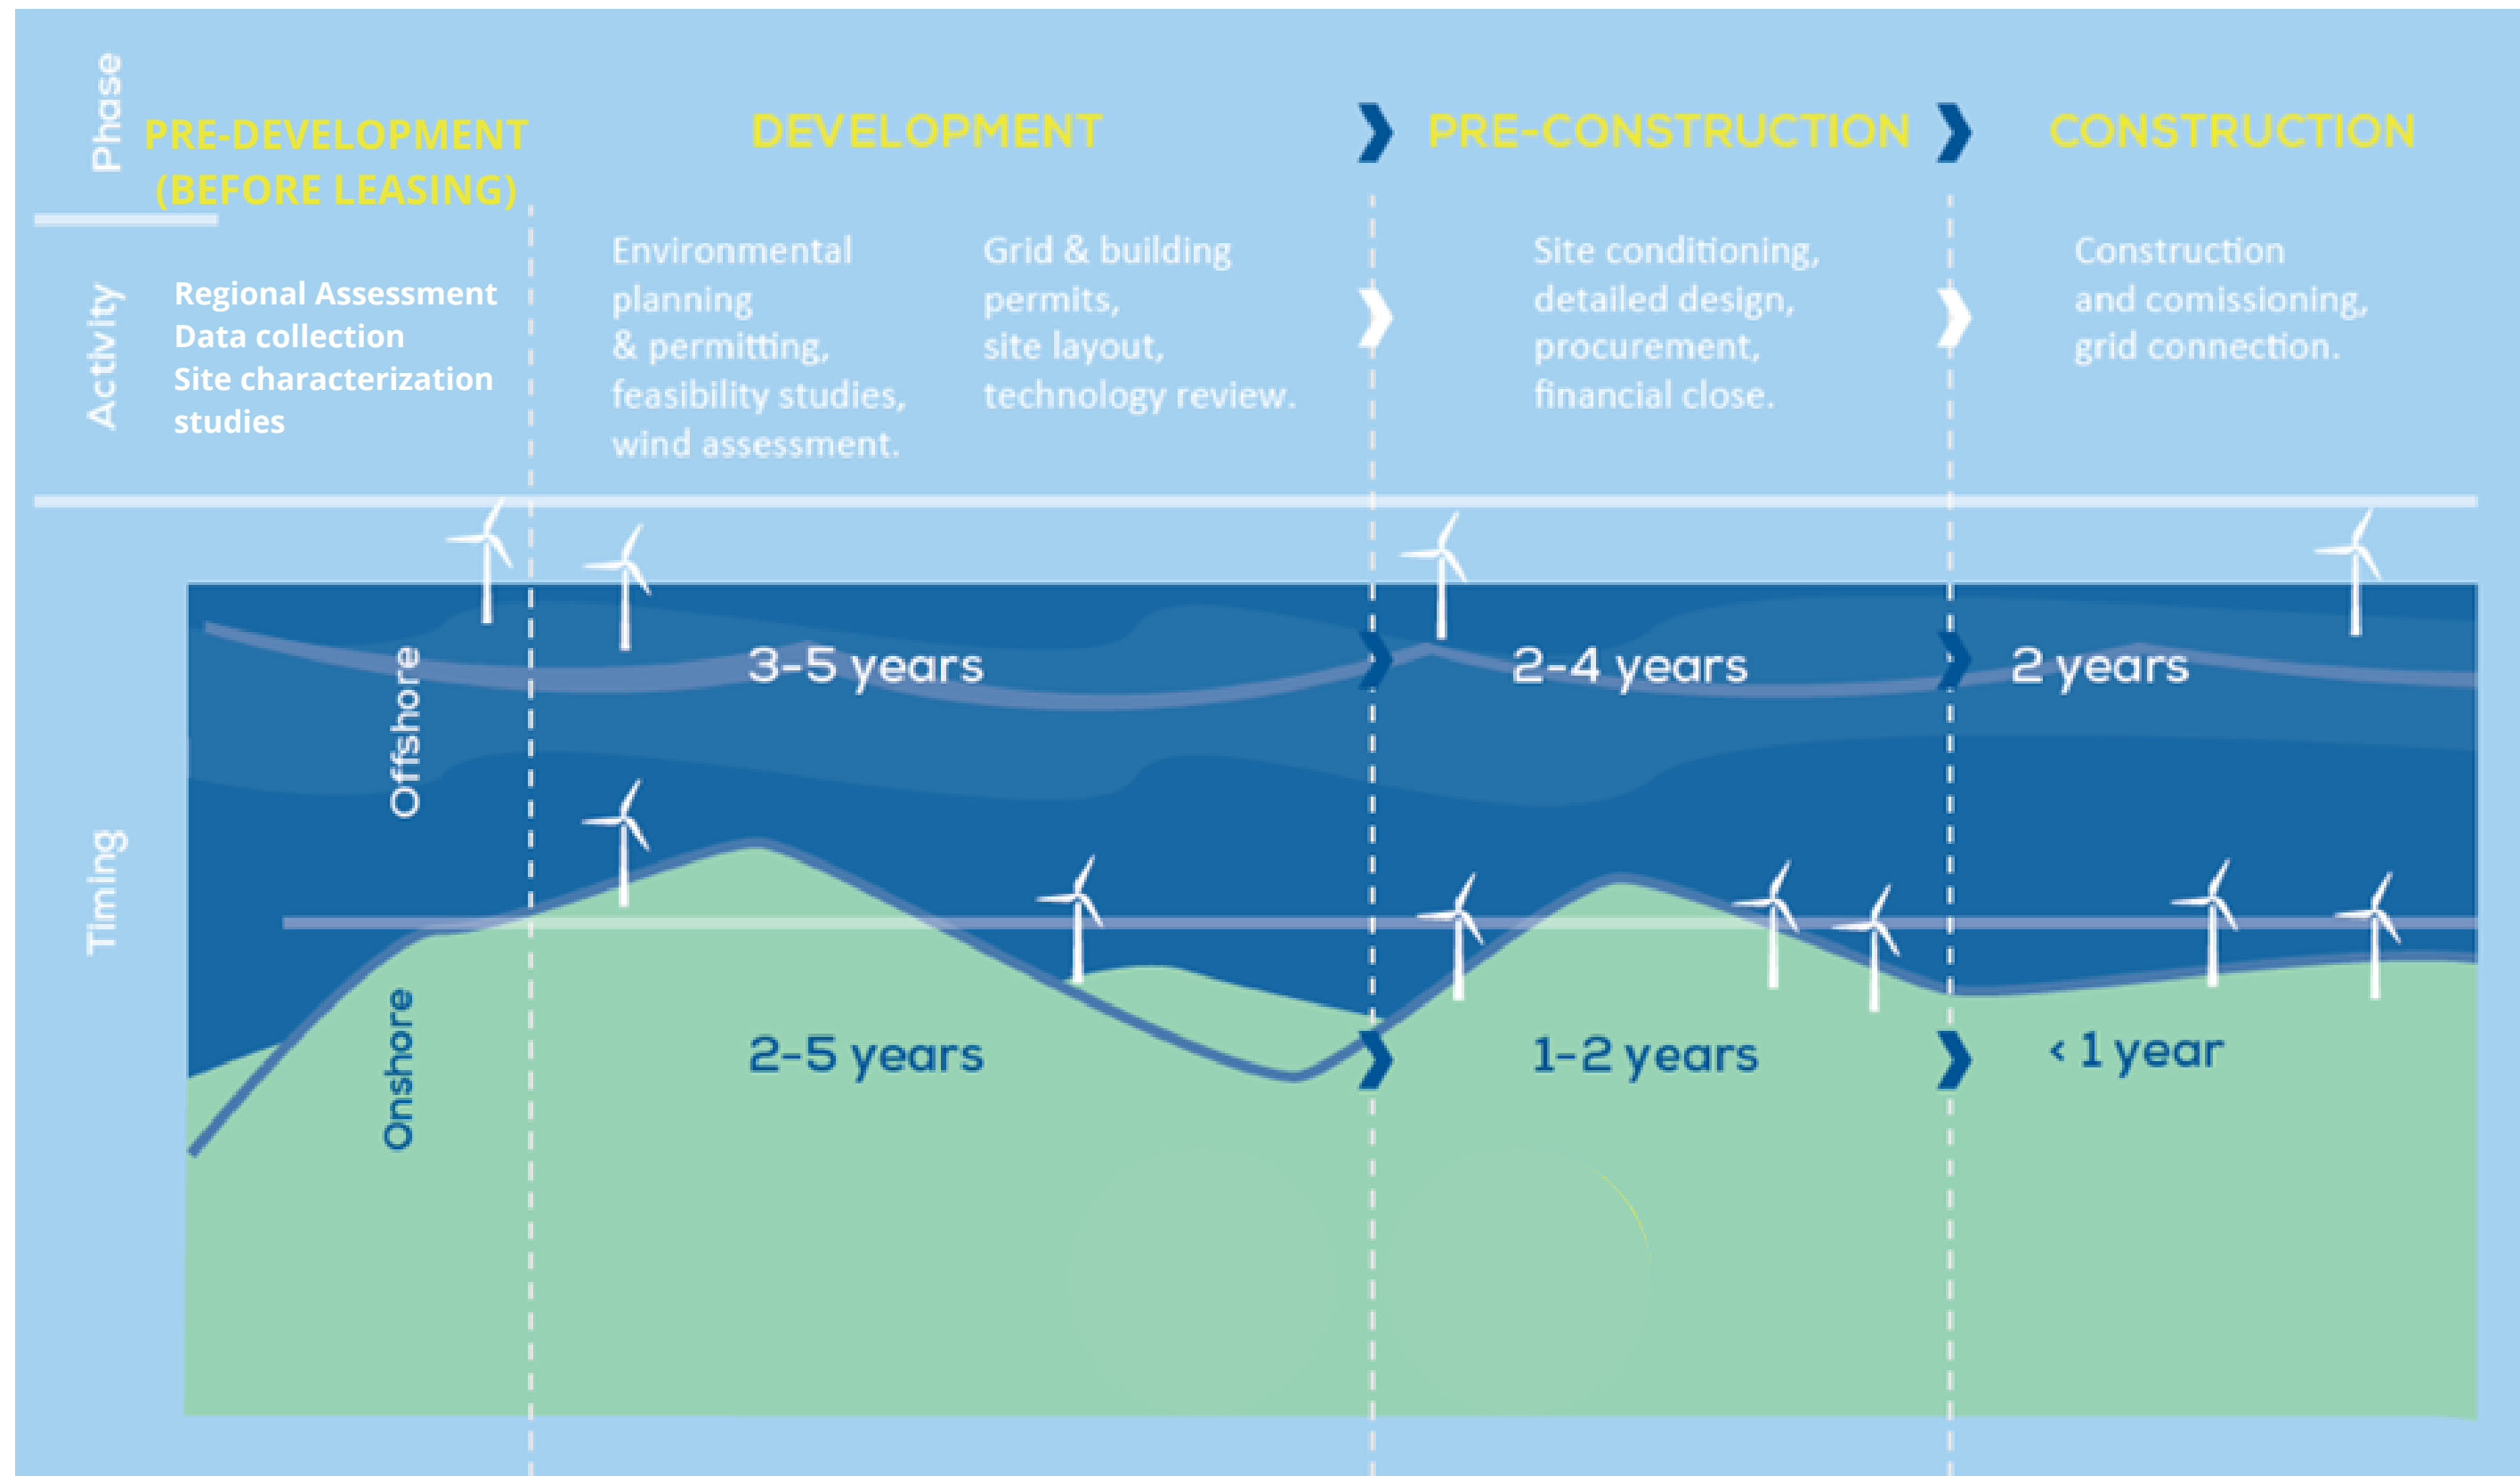 Phase
PRE-DEVELOPMENT
(BEFORE LEASING)
DEVELOPMENT
PRE-CONSTRUCTION
CONSTRUCTION
Activity
Regional Assessment
Data collection
Site characterization
studies
Environmental
planning
& permitting,
feasibility studies,
wind assessment.
Grid & building
permits,
site layout,
technology review.
Site conditioning,
detailed design,
procurement,
financial close.
Construction
and comissioning,
grid connection.
Timing
Offshore
3-5 years
2-4 years
2 years
Onshore
2-5 years
1-2 years
< 1 year